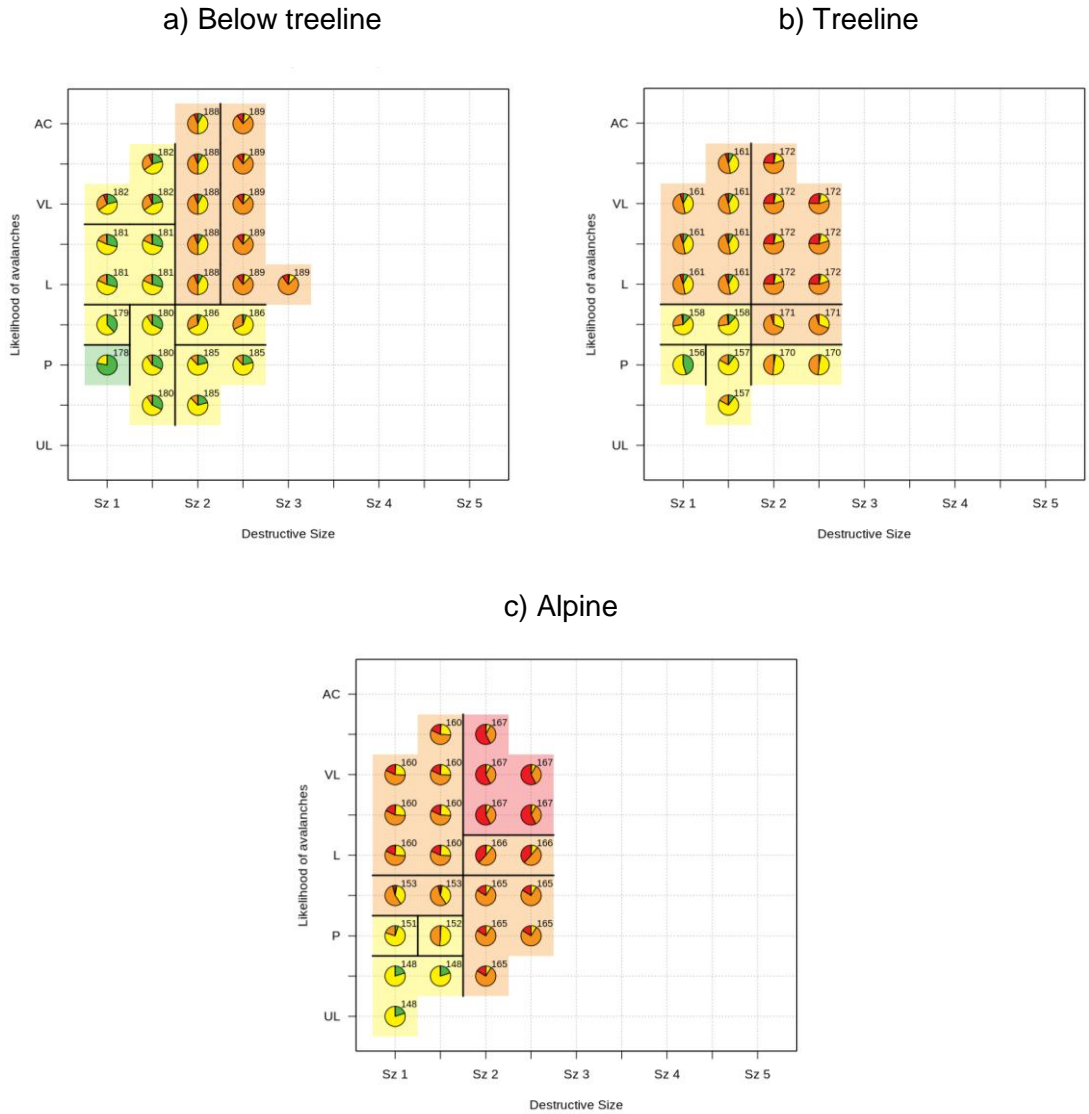 a) Below treeline
b) Treeline
AC
188 189
182 188 189
VL
182 182 188 189
181 181 188 189
L
181 181 188 189 189
179 180 186 186
P
178 180 185 185
180 185
UL
Likelihood of avalanches
Sz 1 Sz 2 Sz 3 Sz 4 Sz 5
Destructive Size
AC
161 172
VL
161 161 172 172
161 161 172 172
L
161 161 172 172
158 158 171 171
P
156 157 170 170
157
UL
Likelihood of avalanches
Sz 1 Sz 2 Sz 3 Sz 4 Sz 5
Destructive Size
c) Alpine
AC
160 167
VL
160 160 167 167
160 160 167 167
L
160 160 166 166
153 153 165 165
P
151 152 165 165
148 148 165
UL
148
Likelihood of avalanches
Sz 1 Sz 2 Sz 3 Sz 4 Sz 5
Destructive Size